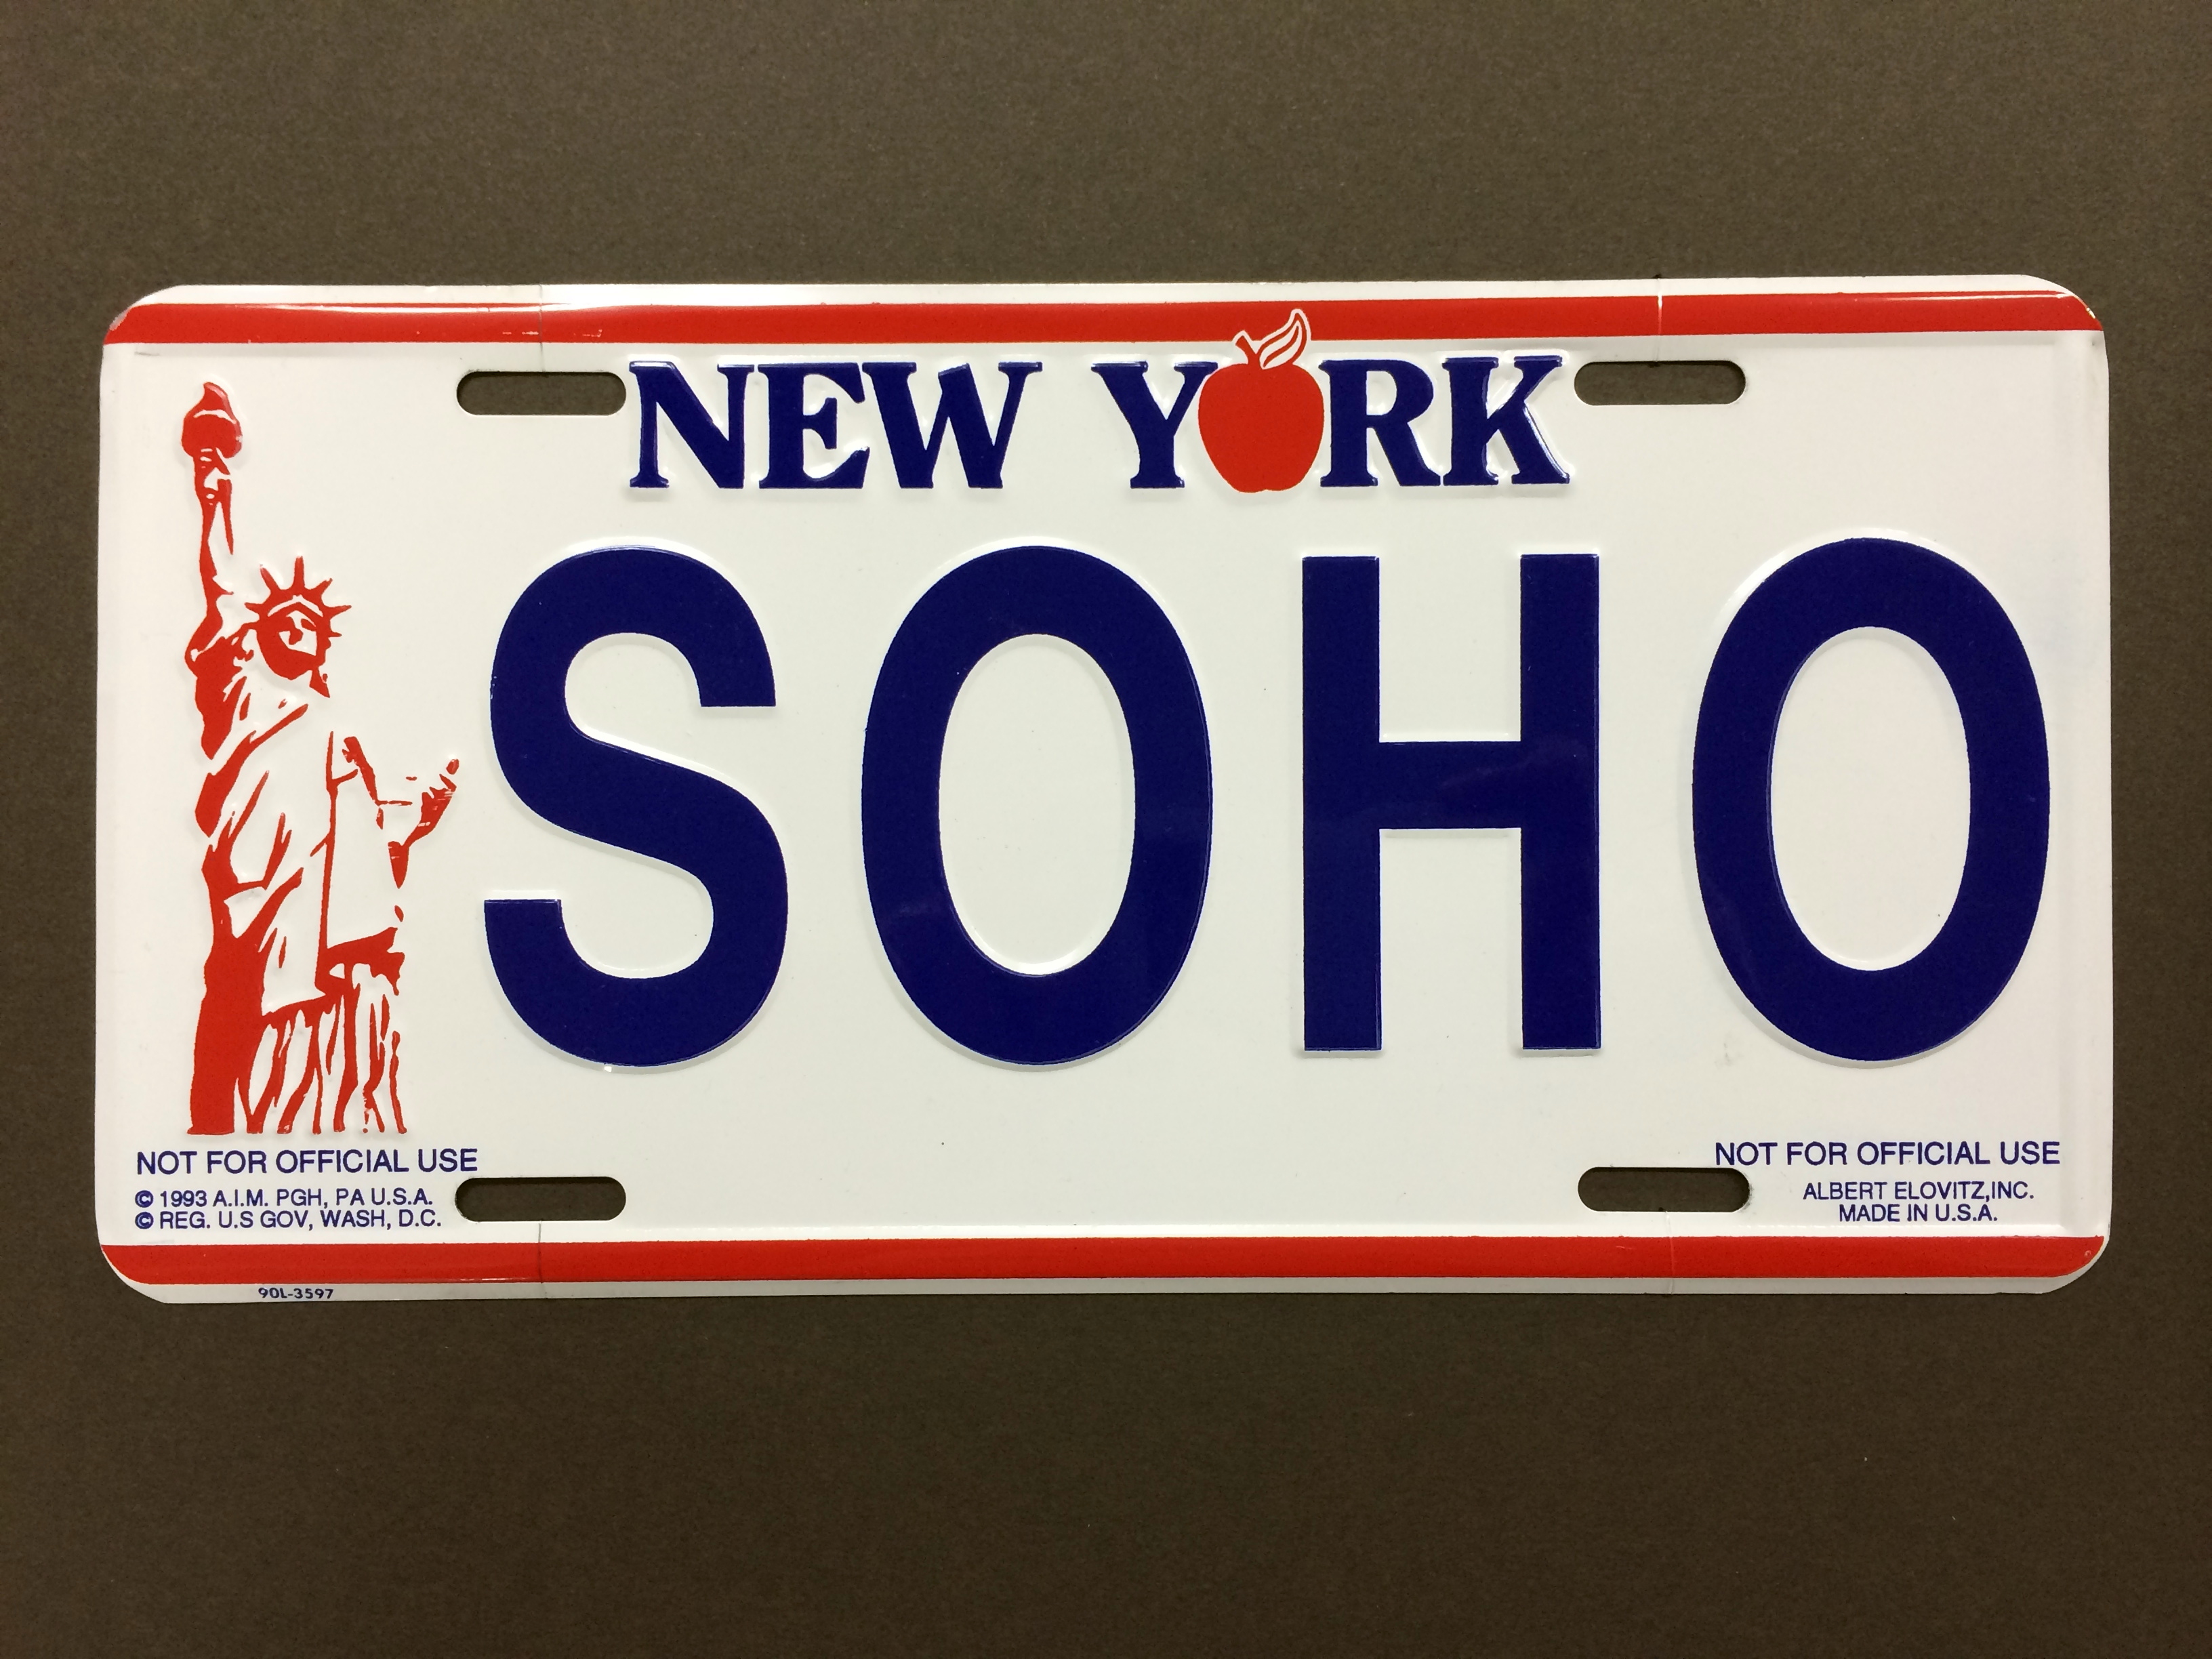 NEW YORK
SOHO
NOT FOR OFFICIAL USE
© 1993 A.I.M. PGH, PA U.S.A.
© REG. U.S GOV, WASH, D.C.
NOT FOR OFFICIAL USE
ALBERT ELOVITZ,INC.
MADE IN U.S.A.
90L-3597